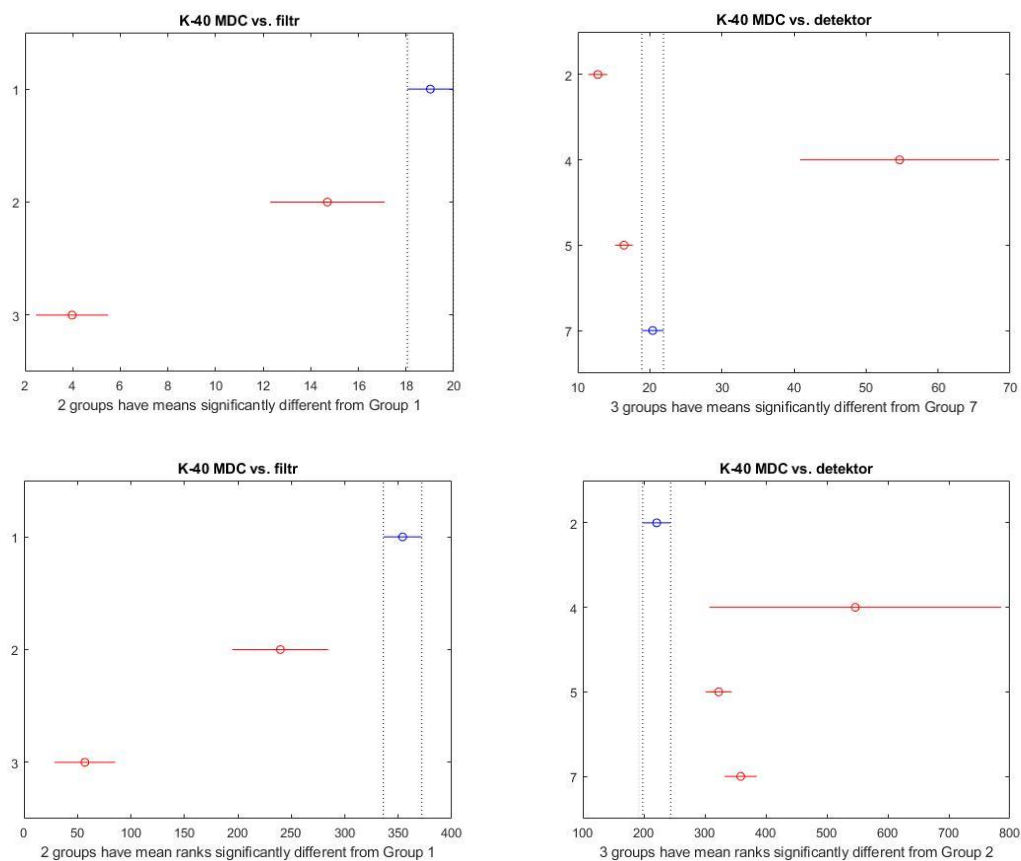 K-40 MDC vs. filtr
1
2
3
2 4 6 8 10 12 14 16 18 20
2 groups have means significantly different from Group 1
K-40 MDC vs. detektor
2
4
5
7
10 20 30 40 50 60 70
3 groups have means significantly different from Group 7
K-40 MDC vs. filtr
1
2
3
0 50 100 150 200 250 300 350 400
2 groups have mean ranks significantly different from Group 1
K-40 MDC vs. detektor
2
4
5
7
100 200 300 400 500 600 700 800
3 groups have mean ranks significantly different from Group 2